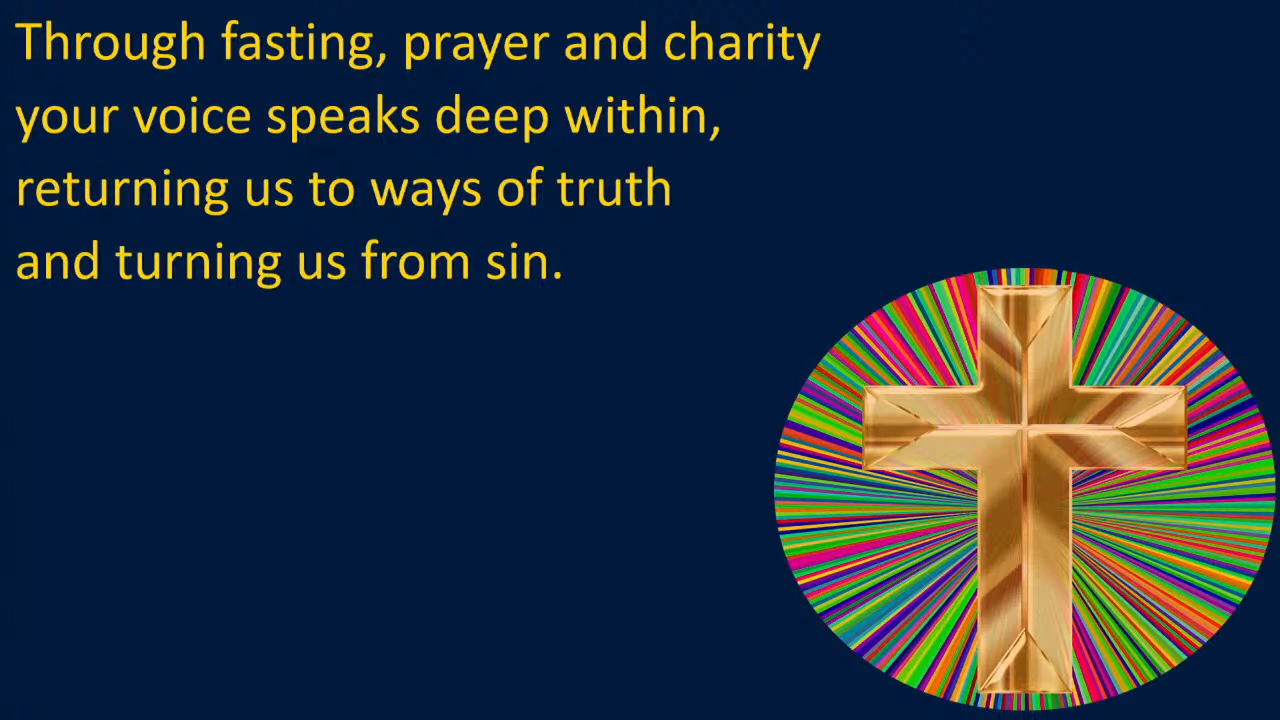 Through fasting, prayer and charity
your voice speaks deep within,
returning us to ways of truth
and turning us from sin.